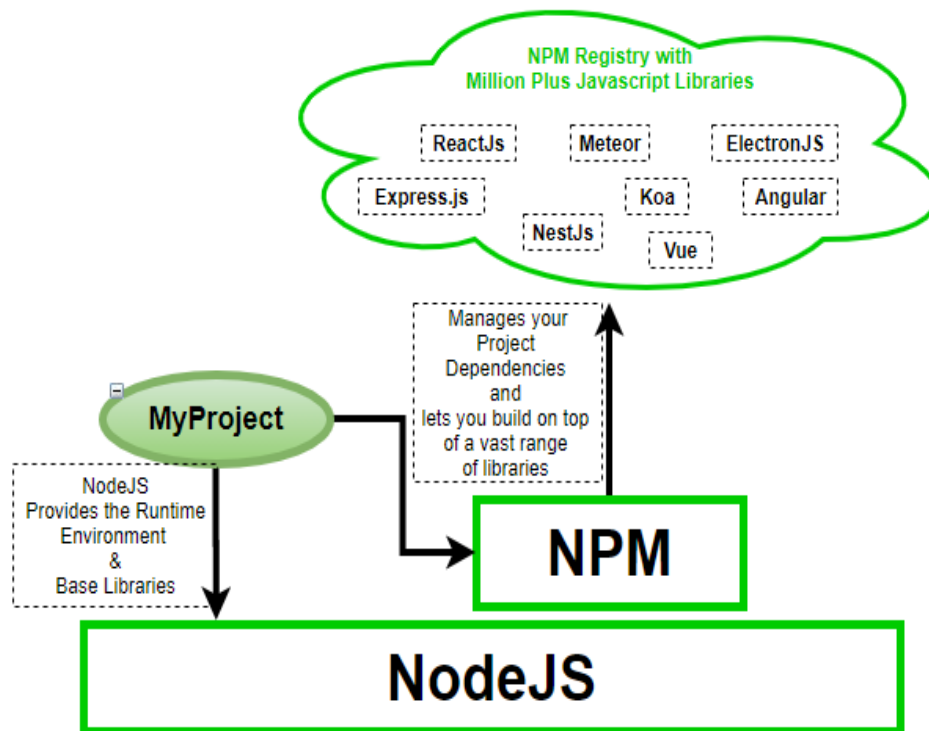 NPM Registry with
Million Plus Javascript Libraries
ReactJs
Meteor
ElectronJS
Express.js
Koa
Angular
NestJs
Vue
Manages your
Project
Dependencies
and
lets you build on top
of a vast range
of libraries
MyProject
NodeJS
Provides the Runtime
Environment
&
Base Libraries
NPM
NodeJS